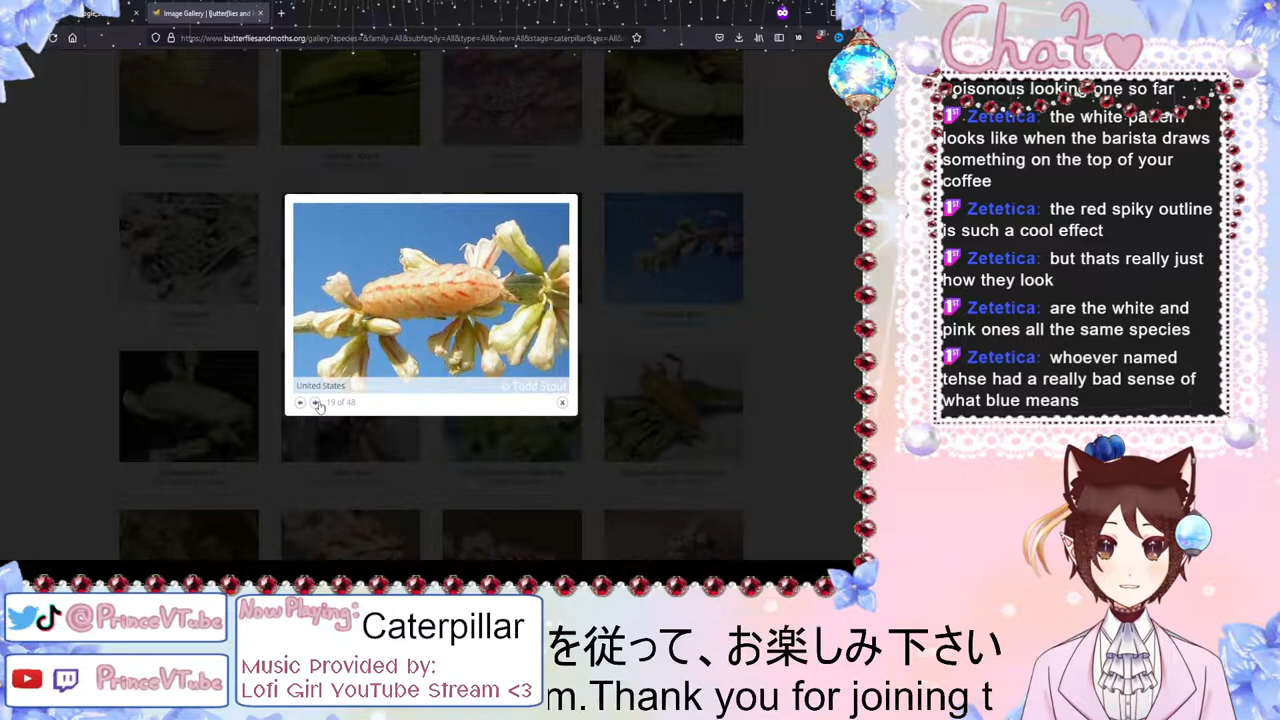 Image Gallery | Butterflies and
https://www.butterfliesandmoths.org/gallery?species=&family=All&subfamily=All&type=All&view=All&stage=caterpillar&sex=All&
United States
© Todd Stout
19 of 48
X
Chat
poisonous looking one so far
1ST Zetetica: the white pattern
looks like when the barista draws
something on the top of your
coffee
1ST Zetetica: the red spiky outline
is such a cool effect
1ST Zetetica: but thats really just
how they look
1ST Zetetica: are the white and
pink ones all the same species
1ST Zetetica: whoever named
tehse had a really bad sense of
what blue means
@PrinceVTube
PrinceVTube
Now Playing:
Caterpillar
Music Provided by:
Lofi Girl YouTube Stream <3
を従って、お楽しみ下さい
m.Thank you for joining t